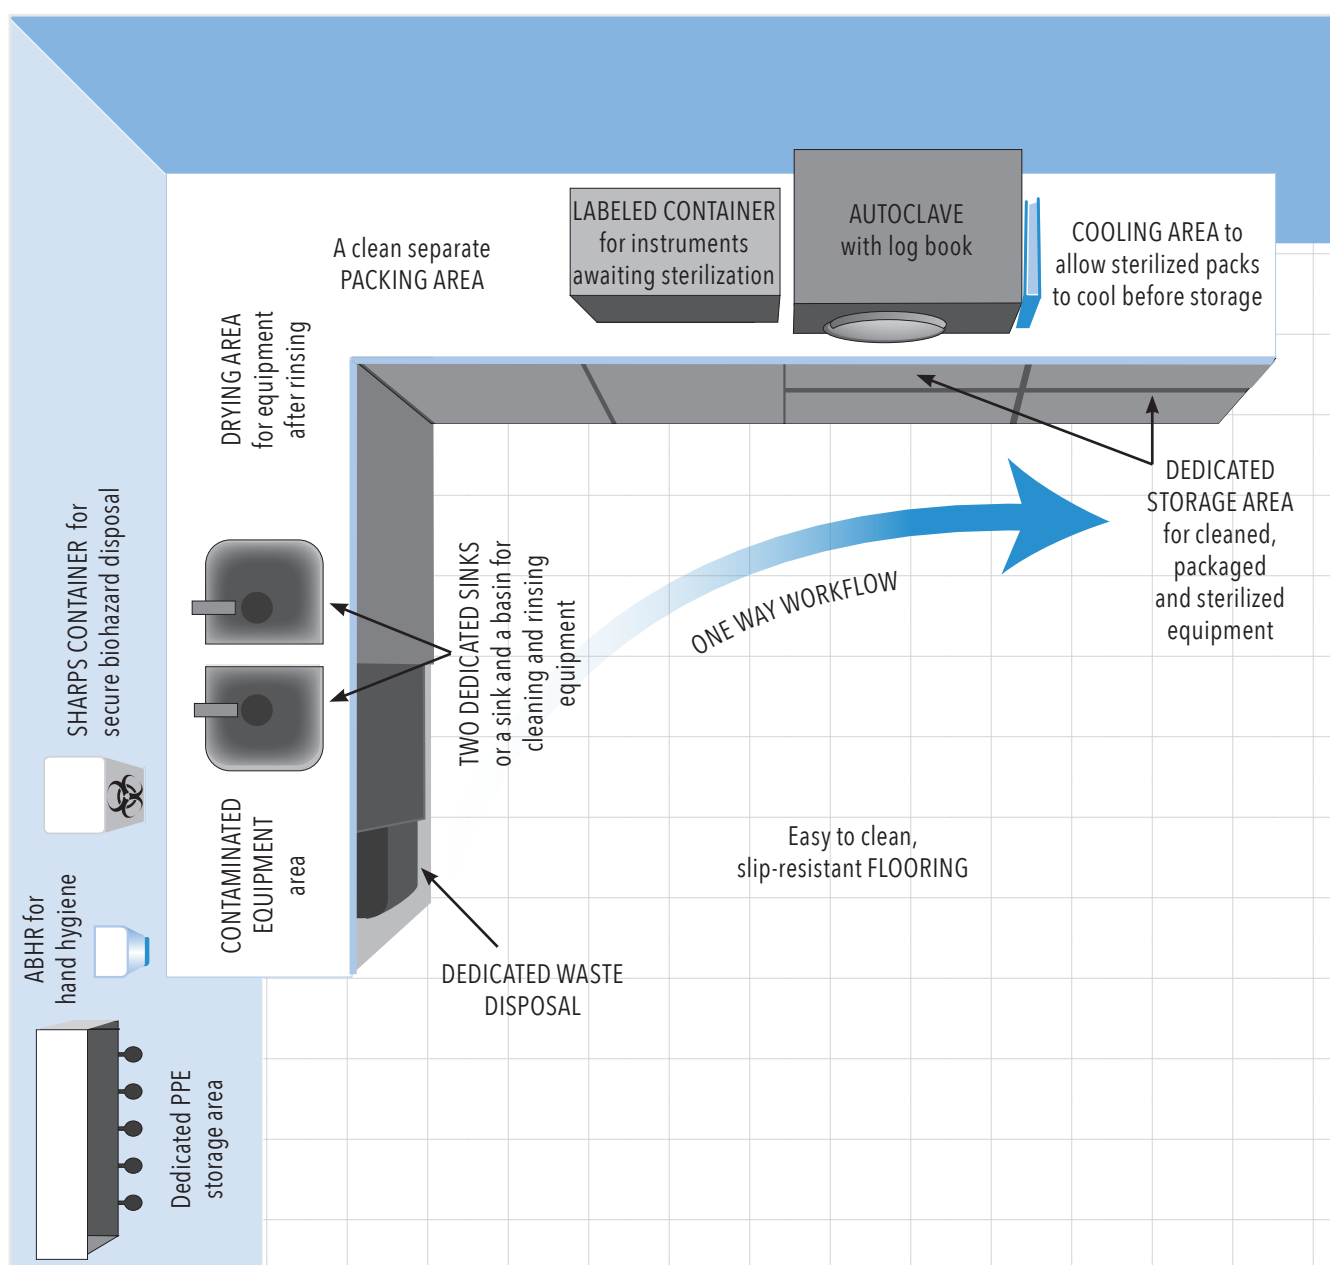 A clean separate
PACKING AREA
LABELED CONTAINER
for instruments
awaiting sterilization
AUTOCLAVE
with log book
COOLING AREA to
allow sterilized packs
to cool before storage
DRYING AREA
for equipment
after rinsing
SHARPS CONTAINER for
secure biohazard disposal
TWO DEDICATED SINKS
or a sink and a basin for
cleaning and rinsing
equipment
ONE WAY WORKFLOW
DEDICATED
STORAGE AREA
for cleaned,
packaged
and sterilized
equipment
CONTAMINATED
EQUIPMENT
area
Easy to clean,
slip-resistant FLOORING
ABHR for
hand hygiene
DEDICATED WASTE
DISPOSAL
Dedicated PPE
storage area